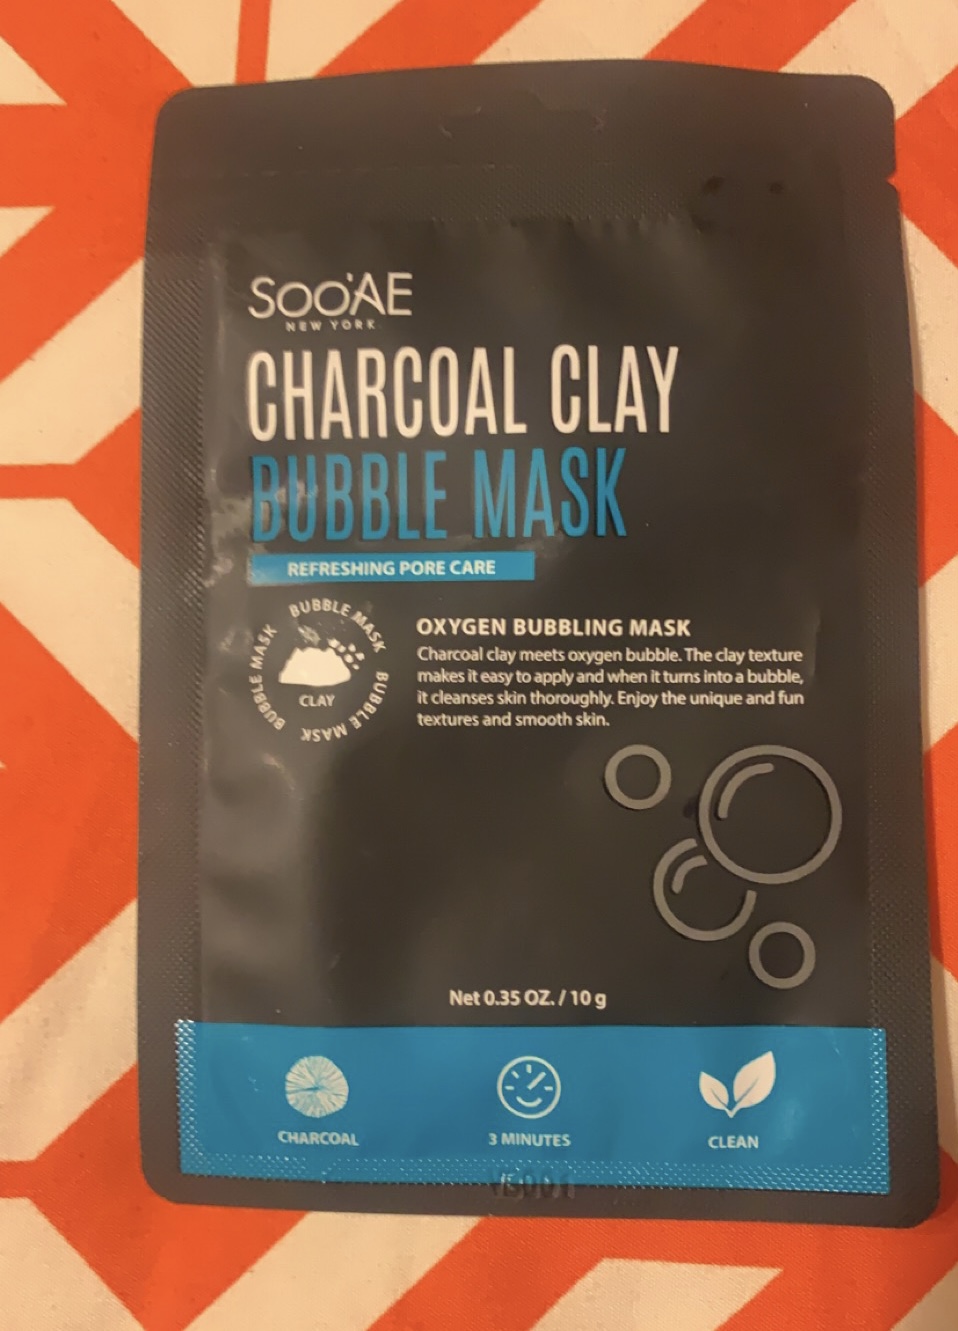 SOO'AE
NEW YORK
CHARCOAL CLAY
BUBBLE MASK
REFRESHING PORE CARE
BUBBLE MASK BUBBLE MASK BUBBLE MASK
CLAY
OXYGEN BUBBLING MASK
Charcoal clay meets oxygen bubble. The clay texture
makes it easy to apply and when it turns into a bubble,
it cleanses skin thoroughly. Enjoy the unique and fun
textures and smooth skin.
Net 0.35 OZ. / 10 g
CHARCOAL
3 MINUTES
CLEAN